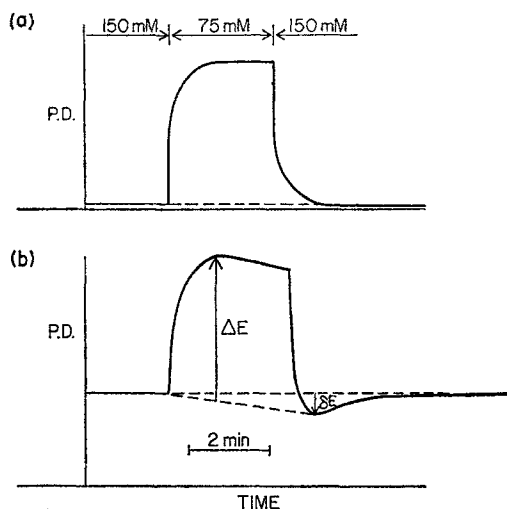 (a)
150 mM 75 mM 150 mM
P.D.
(b)
P.D.
ΔE
δE
2 min
TIME